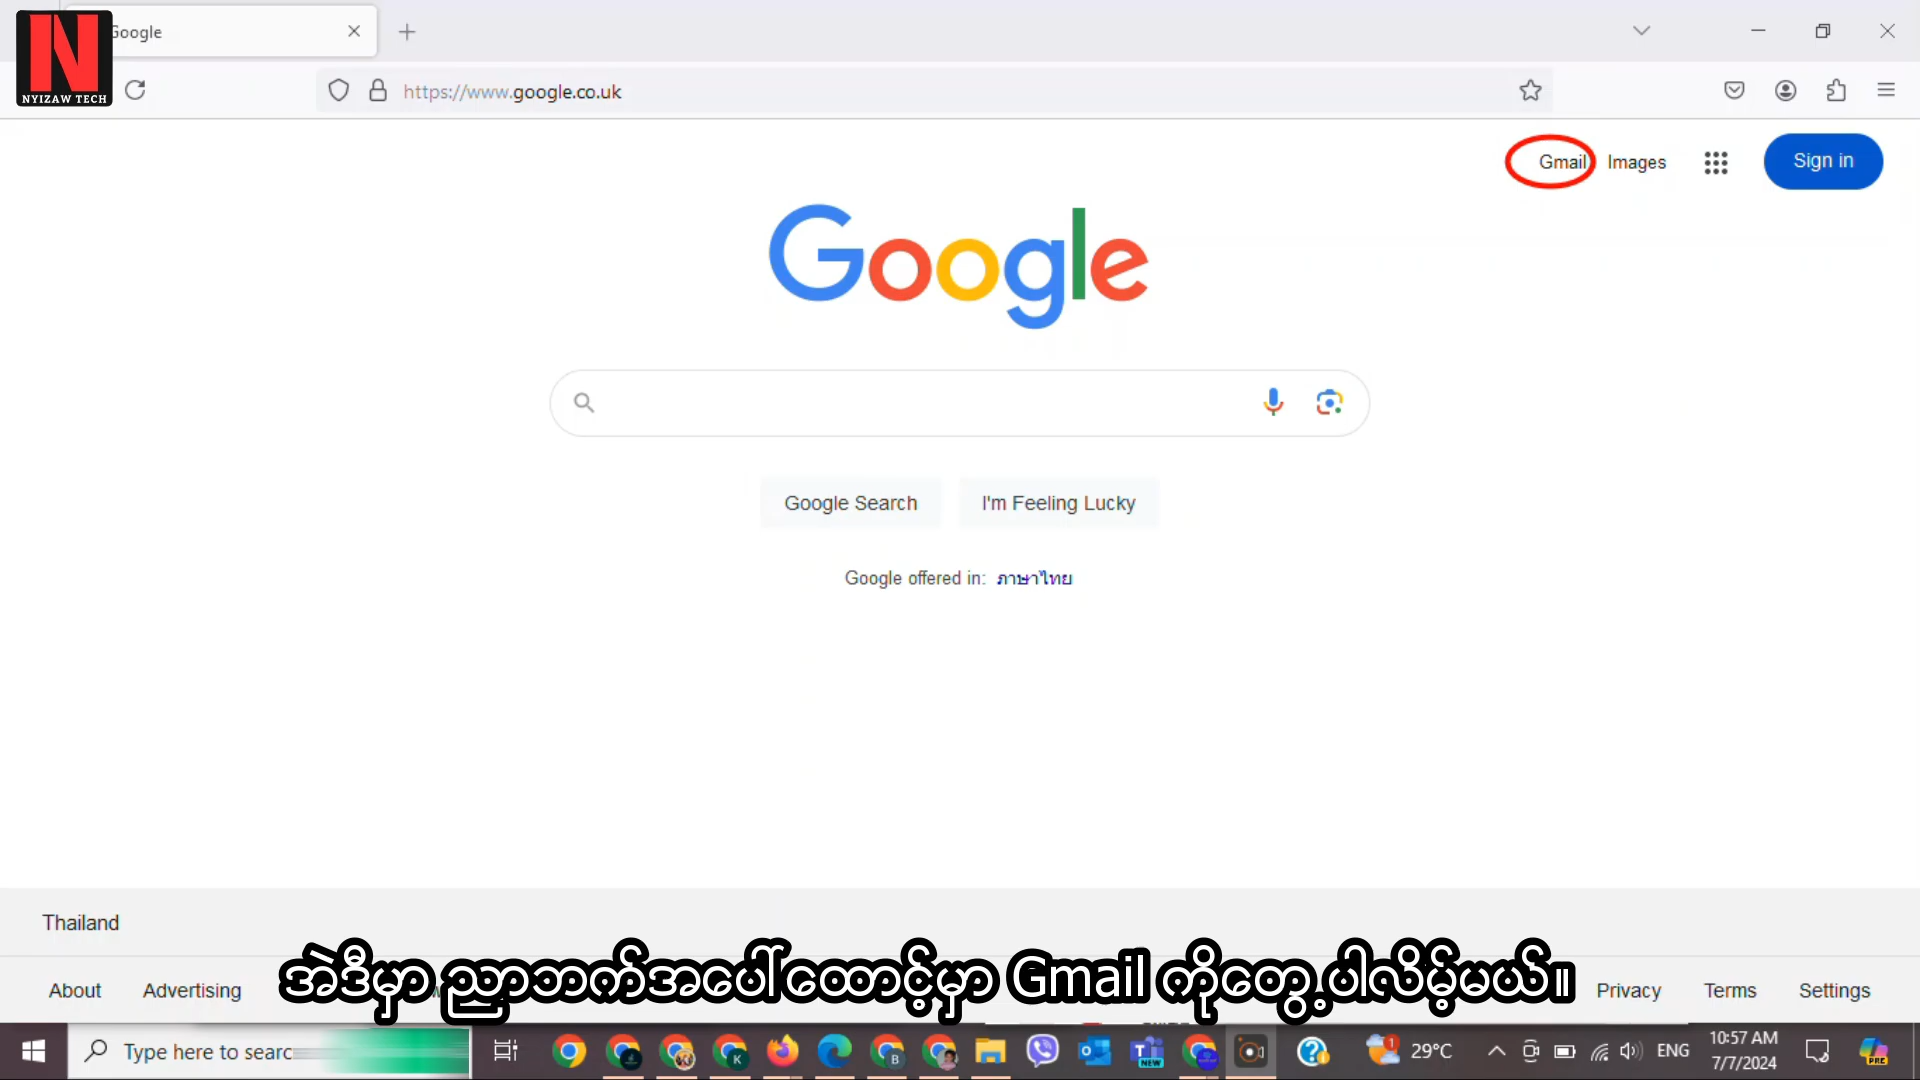 Google
NYIZAW TECH
https://www.google.co.uk
Gmail Images Sign in
Google
Google Search I'm Feeling Lucky
Google offered in: ภาษาไทย
Thailand
အဲဒီမှာ ညာဘက်အပေါ်ထောင့်မှာ Gmail ကိုတွေ့ပါလိမ့်မယ်။
About Advertising Privacy Terms Settings
Type here to searc 29°C ENG 10:57 AM
7/7/2024